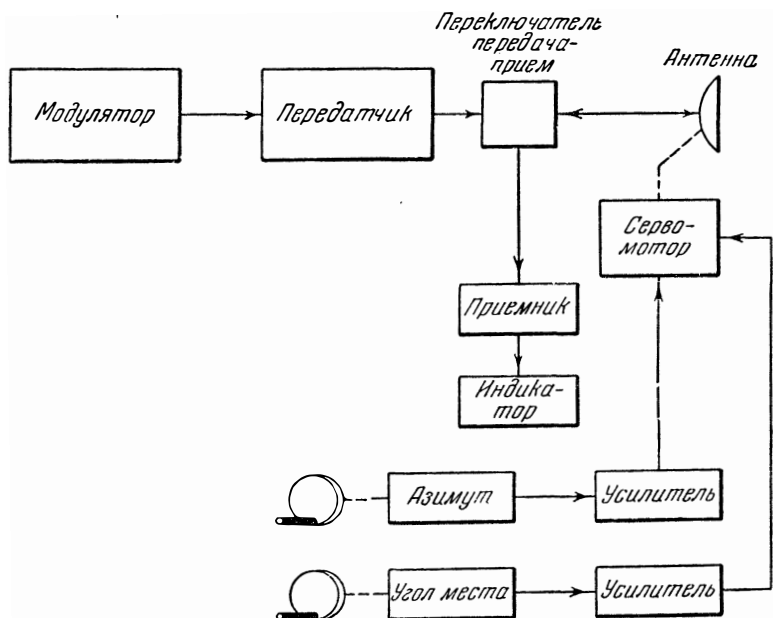 Переключатель
передача-
прием
Антенна
Модулятор
Передатчик
Серво-
мотор
Приемник
Индика-
тор
Азимут
Усилитель
Угол места
Усилитель